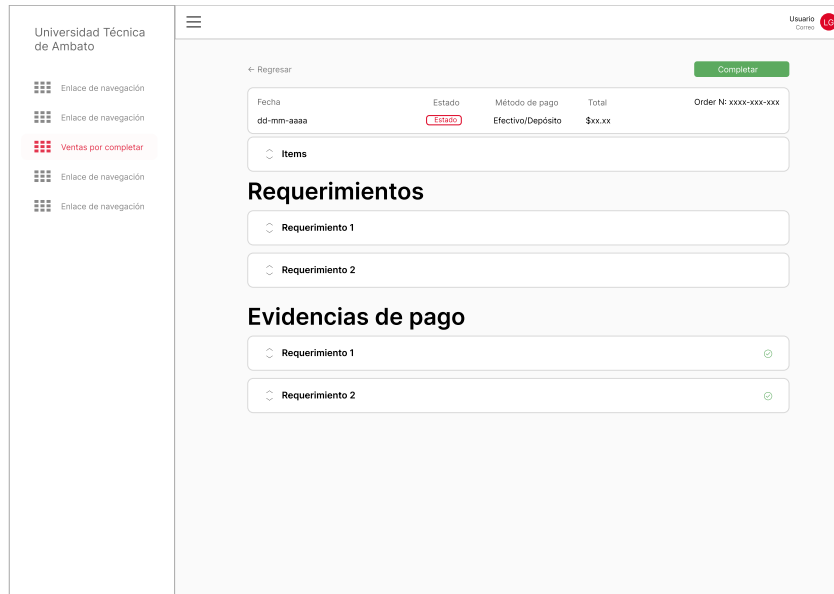 Universidad Técnica
de Ambato
Enlace de navegación
Enlace de navegación
Ventas por completar
Enlace de navegación
Enlace de navegación
Usuario
Correo
LG
← Regresar
Completar
Fecha Estado Método de pago Total Order N: xxxx-xxx-xxx
dd-mm-aaaa Estado Efectivo/Depósito $xx.xx
Items
Requerimientos
Requerimiento 1
Requerimiento 2
Evidencias de pago
Requerimiento 1
Requerimiento 2